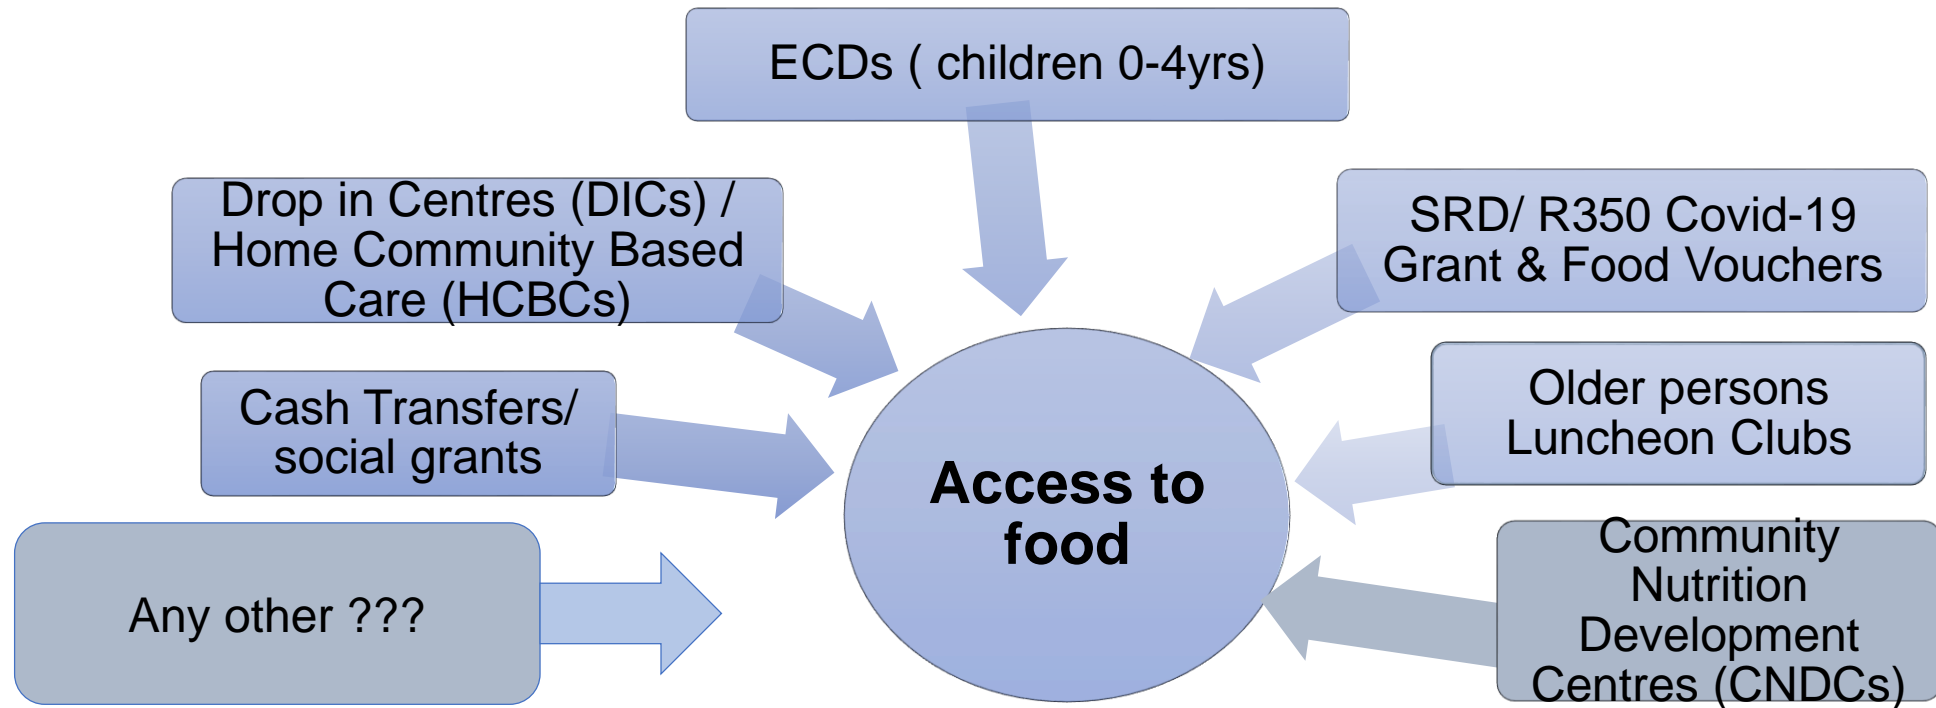 ECDs ( children 0-4yrs)
Drop in Centres (DICs) /
Home Community Based
Care (HCBCs)
SRD/ R350 Covid-19
Grant & Food Vouchers
Cash Transfers/
social grants
Older persons
Luncheon Clubs
Access to
food
Any other ???
Community
Nutrition
Development
Centres (CNDCs)